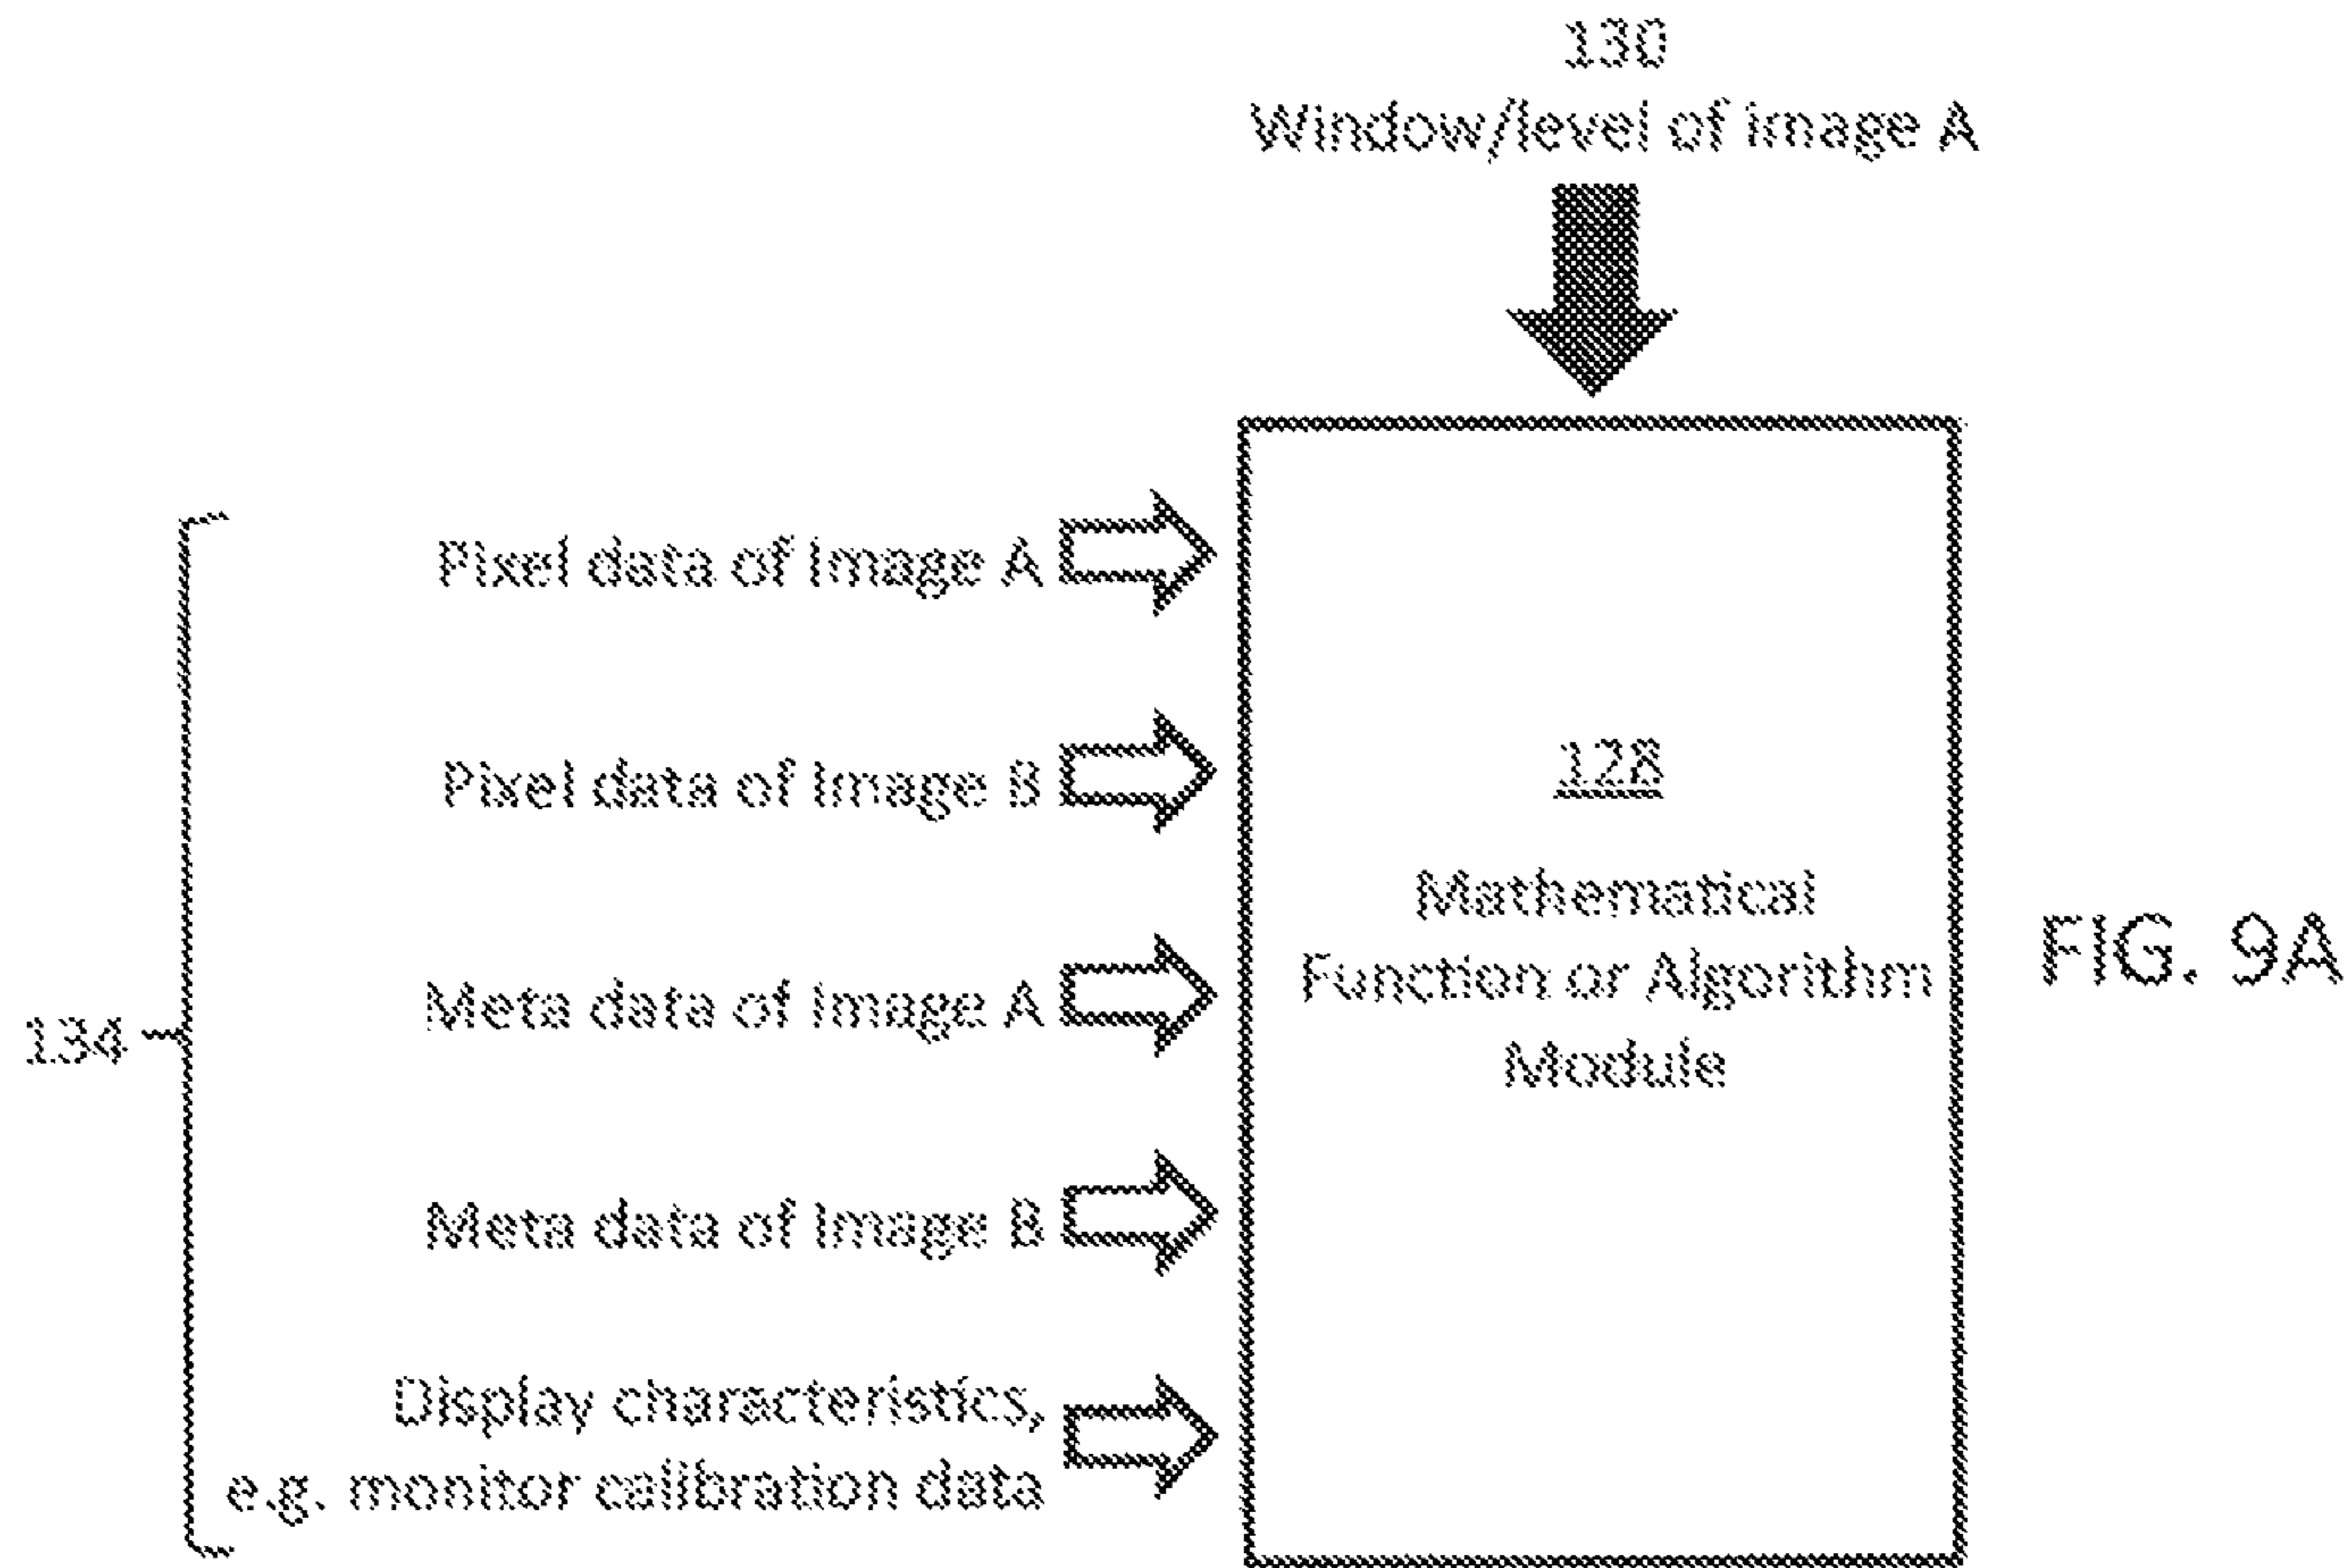 130
Window/level of Image A
Pixel data of Image A
Pixel data of Image B
Meta data of Image A
Meta data of Image B
Display characteristics,
e.g. monitor calibration data
134
128
Mathematical
Function or Algorithm
Module
FIG. 9A